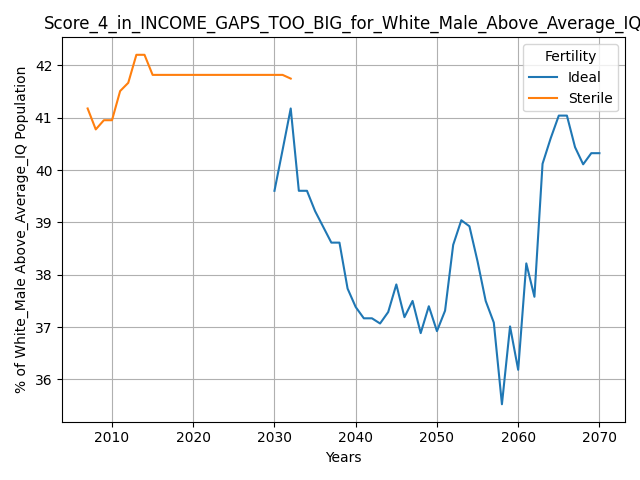 Score_4_in_INCOME_GAPS_TOO_BIG_for_White_Male_Above_Average_IQ
% of White_Male Above_Average_IQ Population
42
41
40
39
38
37
36
Fertility
Ideal
Sterile
2010 2020 2030 2040 2050 2060 2070
Years